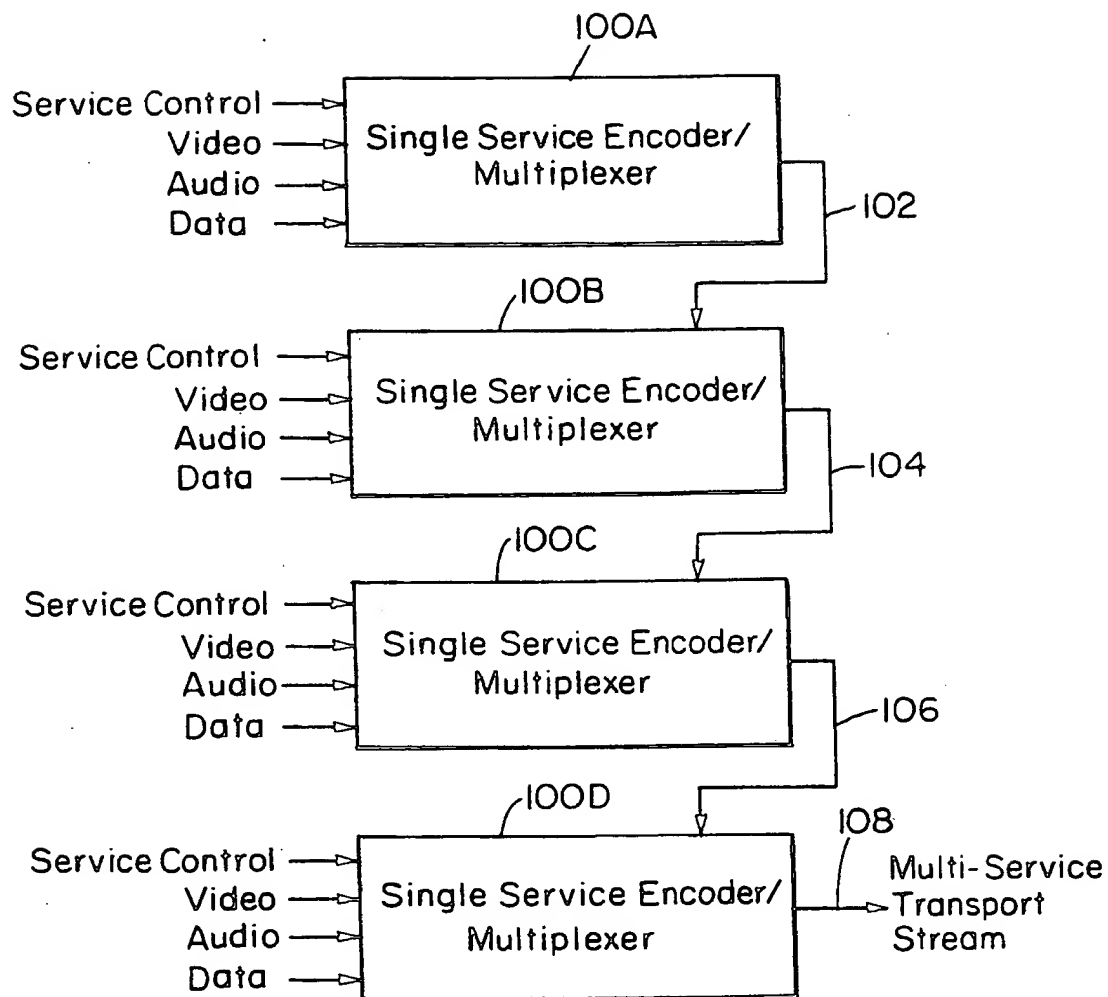 100A
Service Control
Video
Audio
Data
Single Service Encoder/
Multiplexer
102
100B
Service Control
Video
Audio
Data
Single Service Encoder/
Multiplexer
104
100C
Service Control
Video
Audio
Data
Single Service Encoder/
Multiplexer
106
100D
Service Control
Video
Audio
Data
Single Service Encoder/
Multiplexer
108
Multi-Service
Transport
Stream